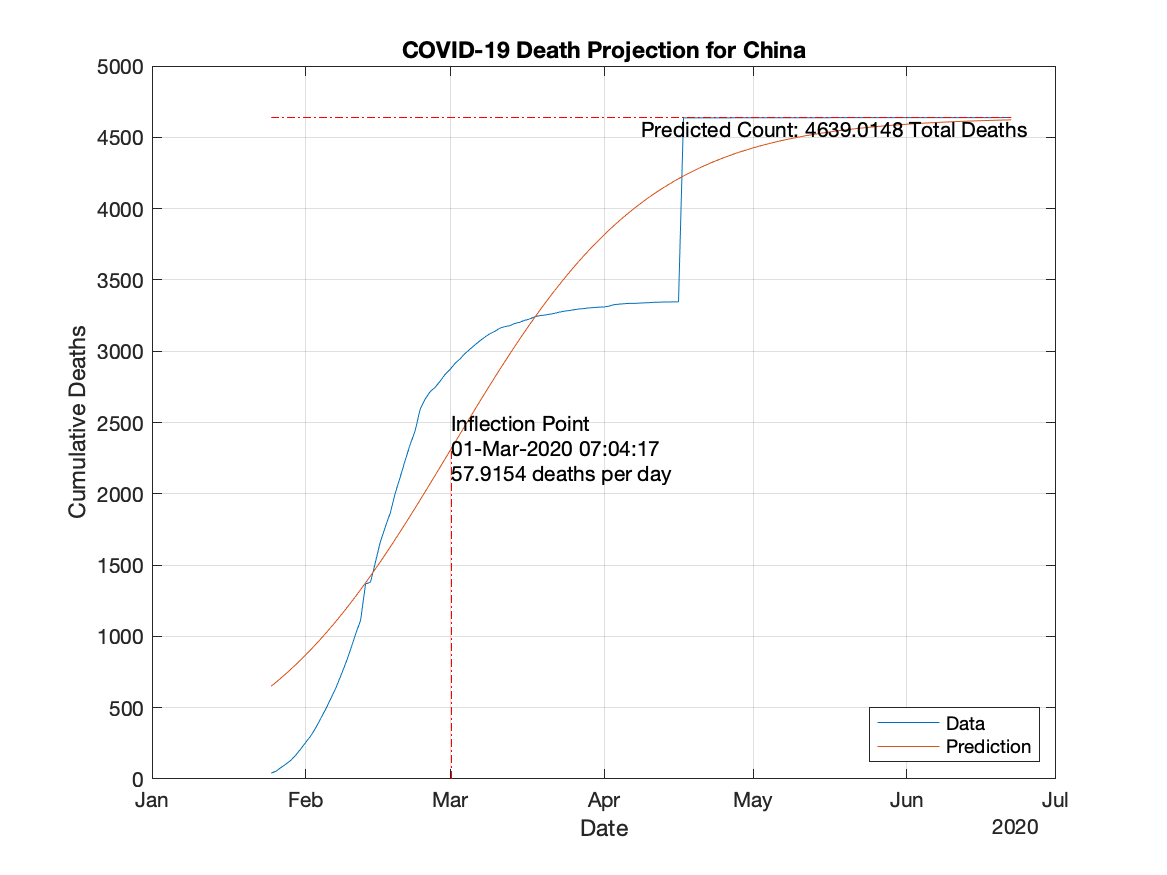 COVID-19 Death Projection for China
5000
4500
4000
3500
3000
2500
2000
1500
1000
500
0
Cumulative Deaths
Predicted Count: 4639.0148 Total Deaths
Inflection Point
01-Mar-2020 07:04:17
57.9154 deaths per day
Data
Prediction
Jan Feb Mar Apr May Jun Jul
Date
2020